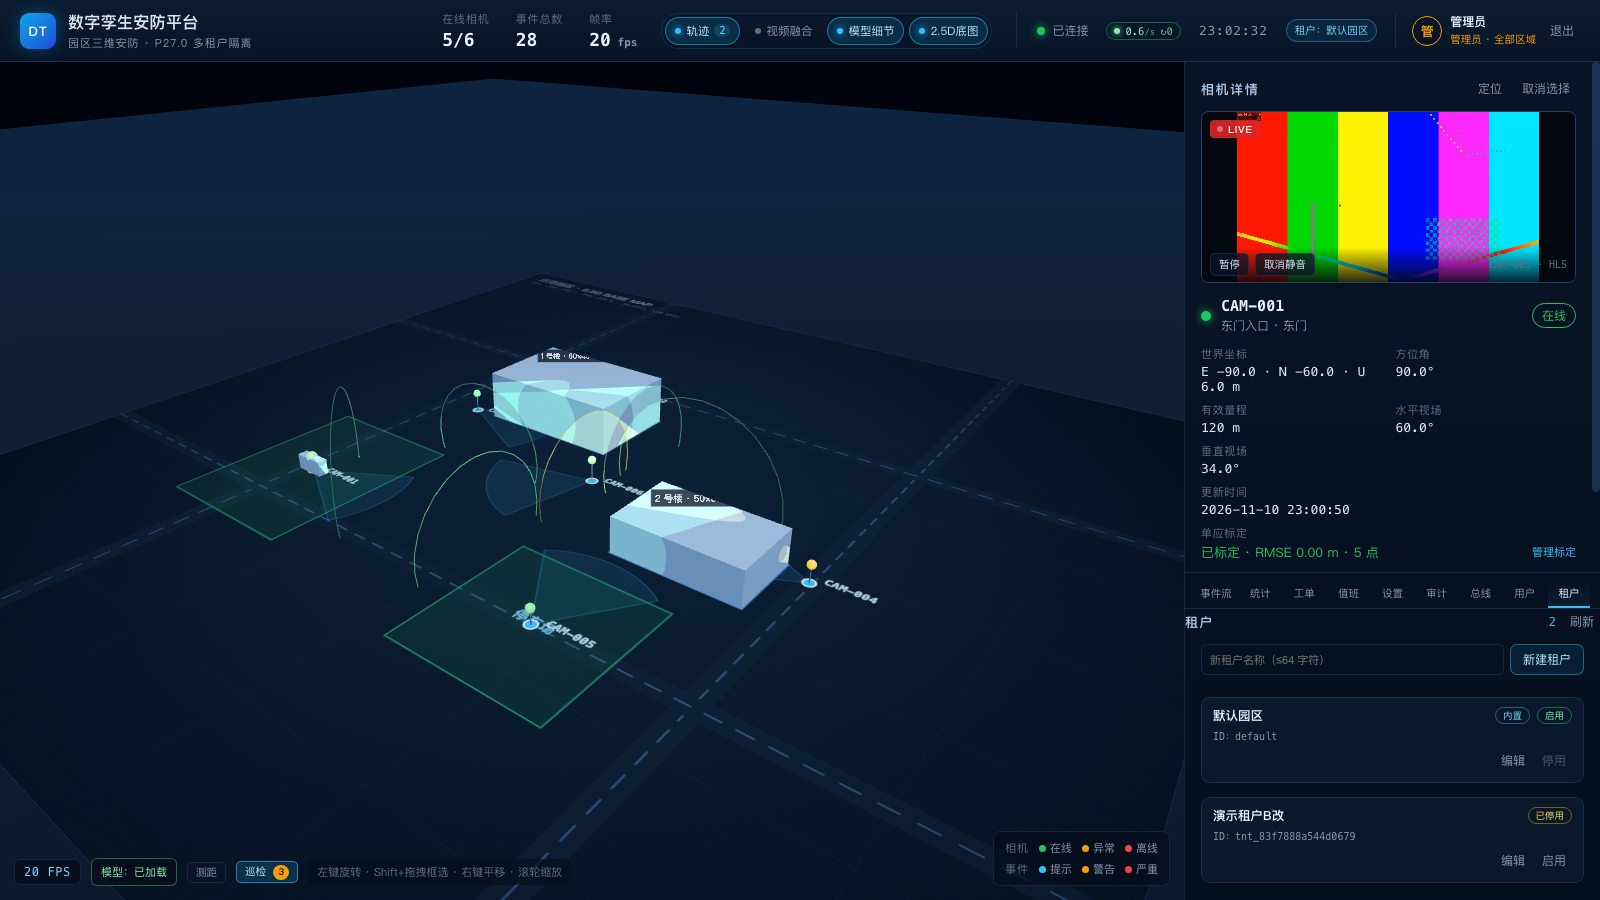 DT
数字孪生安防平台
园区三维安防 · P27.0 多租户隔离
在线相机
5/6
事件总数
28
帧率
20 fps
轨迹 2
视频融合
模型细节
2.5D底图
已连接
0.6/s ↻0
23:02:32
租户: 默认园区
管
管理员
管理员 · 全部区域
退出
2.5D BASE MAP
1号楼
CAM-001
CAM-006
2 号楼
CAM-004
CAM-005
20 FPS
模型: 已加载
测距
巡检 3
左键旋转 · Shift+拖拽框选 · 右键平移 · 滚轮缩放
相机 在线 异常 离线
事件 提示 警告 严重
相机详情
定位
取消选择
LIVE
暂停
取消静音
HLS
CAM-001
东门入口 · 东门
在线
世界坐标
E -90.0 · N -60.0 · U 6.0 m
方位角
90.0°
有效量程
120 m
水平视场
60.0°
垂直视场
34.0°
更新时间
2026-11-10 23:00:50
单应标定
已标定 · RMSE 0.00 m · 5 点
管理标定
事件流 统计 工单 值班 设置 审计 总线 用户 租户
租户
2 刷新
新租户名称（≤64 字符）
新建租户
默认园区
内置 启用
ID: default
编辑 停用
演示租户B改
已停用
ID: tnt_83f7888a544d0679
编辑 启用